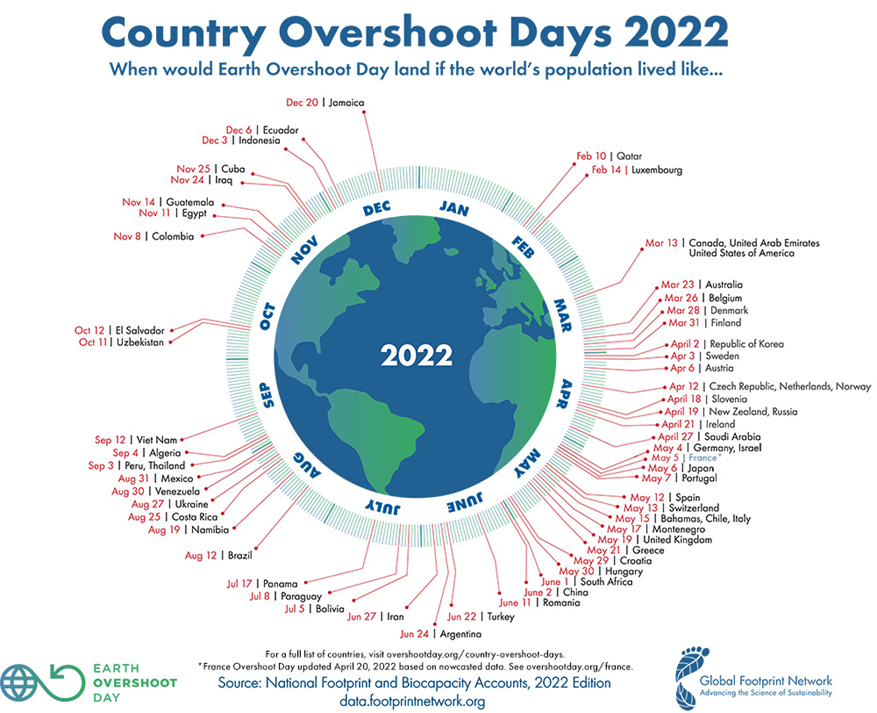 Country Overshoot Days 2022
When would Earth Overshoot Day land if the world's population lived like...
Dec 20 | Jamaica
Dec 6 | Ecuador
Dec 3 | Indonesia
Nov 25 | Cuba
Nov 24 | Iraq
Nov 14 | Guatemala
Nov 11 | Egypt
Nov 8 | Colombia
Oct 12 | El Salvador
Oct 11 | Uzbekistan
Sep 12 | Viet Nam
Sep 4 | Algeria
Sep 3 | Peru, Thailand
Aug 31 | Mexico
Aug 30 | Venezuela
Aug 27 | Ukraine
Aug 25 | Costa Rica
Aug 19 | Namibia
Aug 12 | Brazil
Jul 17 | Panama
Jul 8 | Paraguay
Jul 5 | Bolivia
Jun 27 | Iran
Jun 24 | Argentina
Jun 22 | Turkey
Feb 10 | Qatar
Feb 14 | Luxembourg
Mar 13 | Canada, United Arab Emirates
United States of America
Mar 23 | Australia
Mar 26 | Belgium
Mar 28 | Denmark
Mar 31 | Finland
April 2 | Republic of Korea
Apr 3 | Sweden
Apr 6 | Austria
Apr 12 | Czech Republic, Netherlands, Norway
April 18 | Slovenia
April 19 | New Zealand, Russia
April 21 | Ireland
April 27 | Saudi Arabia
May 4 | Germany, Israel
May 5 | France*
May 6 | Japan
May 7 | Portugal
May 12 | Spain
May 13 | Switzerland
May 15 | Bahamas, Chile, Italy
May 17 | Montenegro
May 19 | United Kingdom
May 21 | Greece
May 29 | Croatia
May 30 | Hungary
June 1 | South Africa
June 2 | China
June 11 | Romania
JAN
FEB
MAR
APR
MAY
JUNE
JULY
AUG
SEP
OCT
NOV
DEC
2022
For a full list of countries, visit overshootday.org/country-overshoot-days.
*France Overshoot Day updated April 20, 2022 based on nowcasted data. See overshootday.org/france.
Source: National Footprint and Biocapacity Accounts, 2022 Edition
data.footprintnetwork.org
EARTH
OVERSHOOT
DAY
Global Footprint Network
Advancing the Science of Sustainability